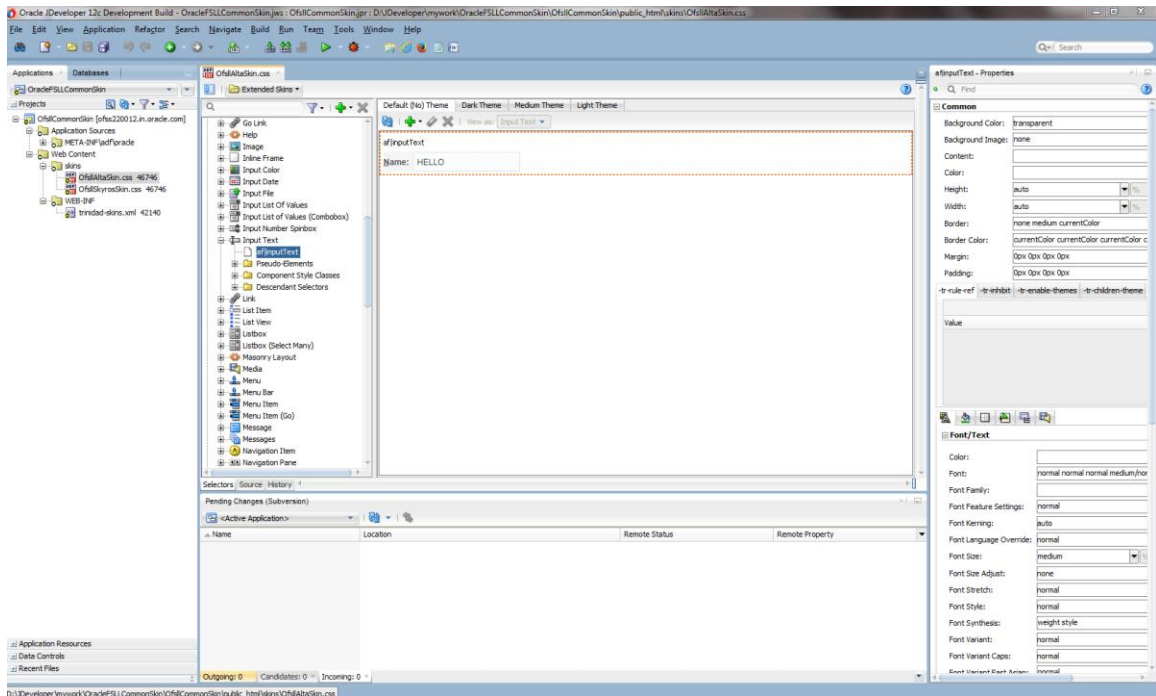 Oracle JDeveloper 12c Development Build - OracleFSLLCommonSkin.jws : OfsllCommonSkin.jpr : D:\JDeveloper\mywork\OracleFSLLCommonSkin\OfsllCommonSkin\public_html\skins\OfsllAltaSkin.css
File Edit View Application Refactor Search Navigate Build Run Team Tools Window Help
Search
Applications Databases
OracleFSLLCommonSkin
Projects
OfsllCommonSkin [ofss220012.in.oracle.com]
Application Sources
META-INF\adf\oracle
Web Content
skins
OfsllAltaSkin.css 46746
OfsllSkyrosSkin.css 46746
WEB-INF
trinidad-skins.xml 42140
Application Resources
Data Controls
Recent Files
OfsllAltaSkin.css
Extended Skins
Go Link
Help
Image
Inline Frame
Input Color
Input Date
Input File
Input List Of Values
Input List of Values (Combobox)
Input Number Spinbox
Input Text
af|inputText
Pseudo-Elements
Component Style Classes
Descendant Selectors
Link
List Item
List View
Listbox
Listbox (Select Many)
Masonry Layout
Media
Menu
Menu Bar
Menu Item
Menu Item (Go)
Message
Messages
Navigation Item
Navigation Pane
Selectors Source History
Default (No) Theme Dark Theme Medium Theme Light Theme
View as: Input Text
af|inputText
Name: HELLO
Pending Changes (Subversion)
<Active Application>
Name Location Remote Status Remote Property
Outgoing: 0 Candidates: 0 Incoming: 0
af|inputText - Properties
Find
Common
Background Color: transparent
Background Image: none
Content:
Color:
Height: auto
Width: auto
Border: none medium currentColor
Border Color: currentColor currentColor currentColor c
Margin: 0px 0px 0px 0px
Padding: 0px 0px 0px 0px
-tr-rule-ref -tr-inhibit -tr-enable-themes -tr-children-theme
Value
Font/Text
Color:
Font: normal normal normal medium/nor
Font Family:
Font Feature Settings: normal
Font Kerning: auto
Font Language Override: normal
Font Size: medium
Font Size Adjust: none
Font Stretch: normal
Font Style: normal
Font Synthesis: weight style
Font Variant: normal
Font Variant Caps: normal
Font Variant East Asian: normal
D:\JDeveloper\mywork\OracleFSLLCommonSkin\OfsllCommonSkin\public_html\skins\OfsllAltaSkin.css